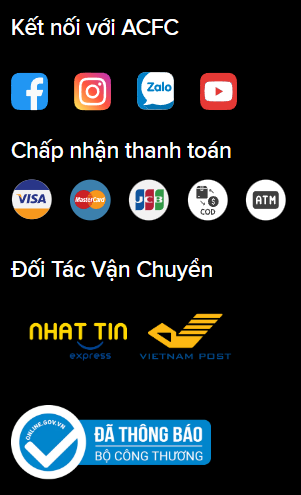 Kết nối với ACFC
Zalo
Chấp nhận thanh toán
VISA
MasterCard
JCB
COD
ATM
Đối Tác Vận Chuyển
NHAT TIN
express
VIETNAM POST
ONLINE.GOV.VN
ĐÃ THÔNG BÁO
BỘ CÔNG THƯƠNG